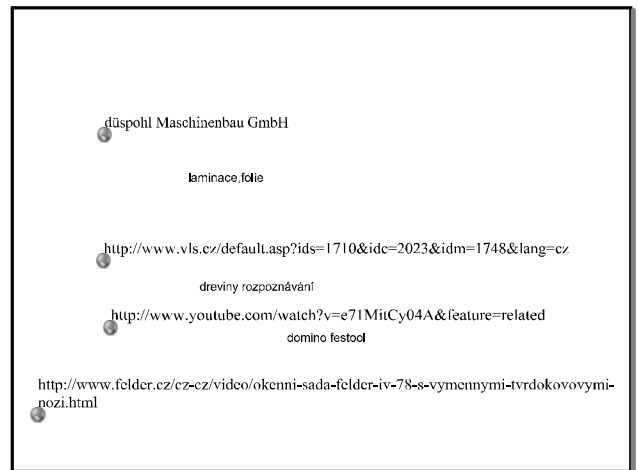 düspohl Maschinenbau GmbH
laminace,folie
http://www.vls.cz/default.asp?ids=1710&idc=2023&idm=1748&lang=cz
dreviny rozpoznávání
http://www.youtube.com/watch?v=e71MitCy04A&feature=related
domino festool
http://www.felder.cz/cz-cz/video/okenni-sada-felder-iv-78-s-vymennymi-tvrdokovovymi-
nozi.html